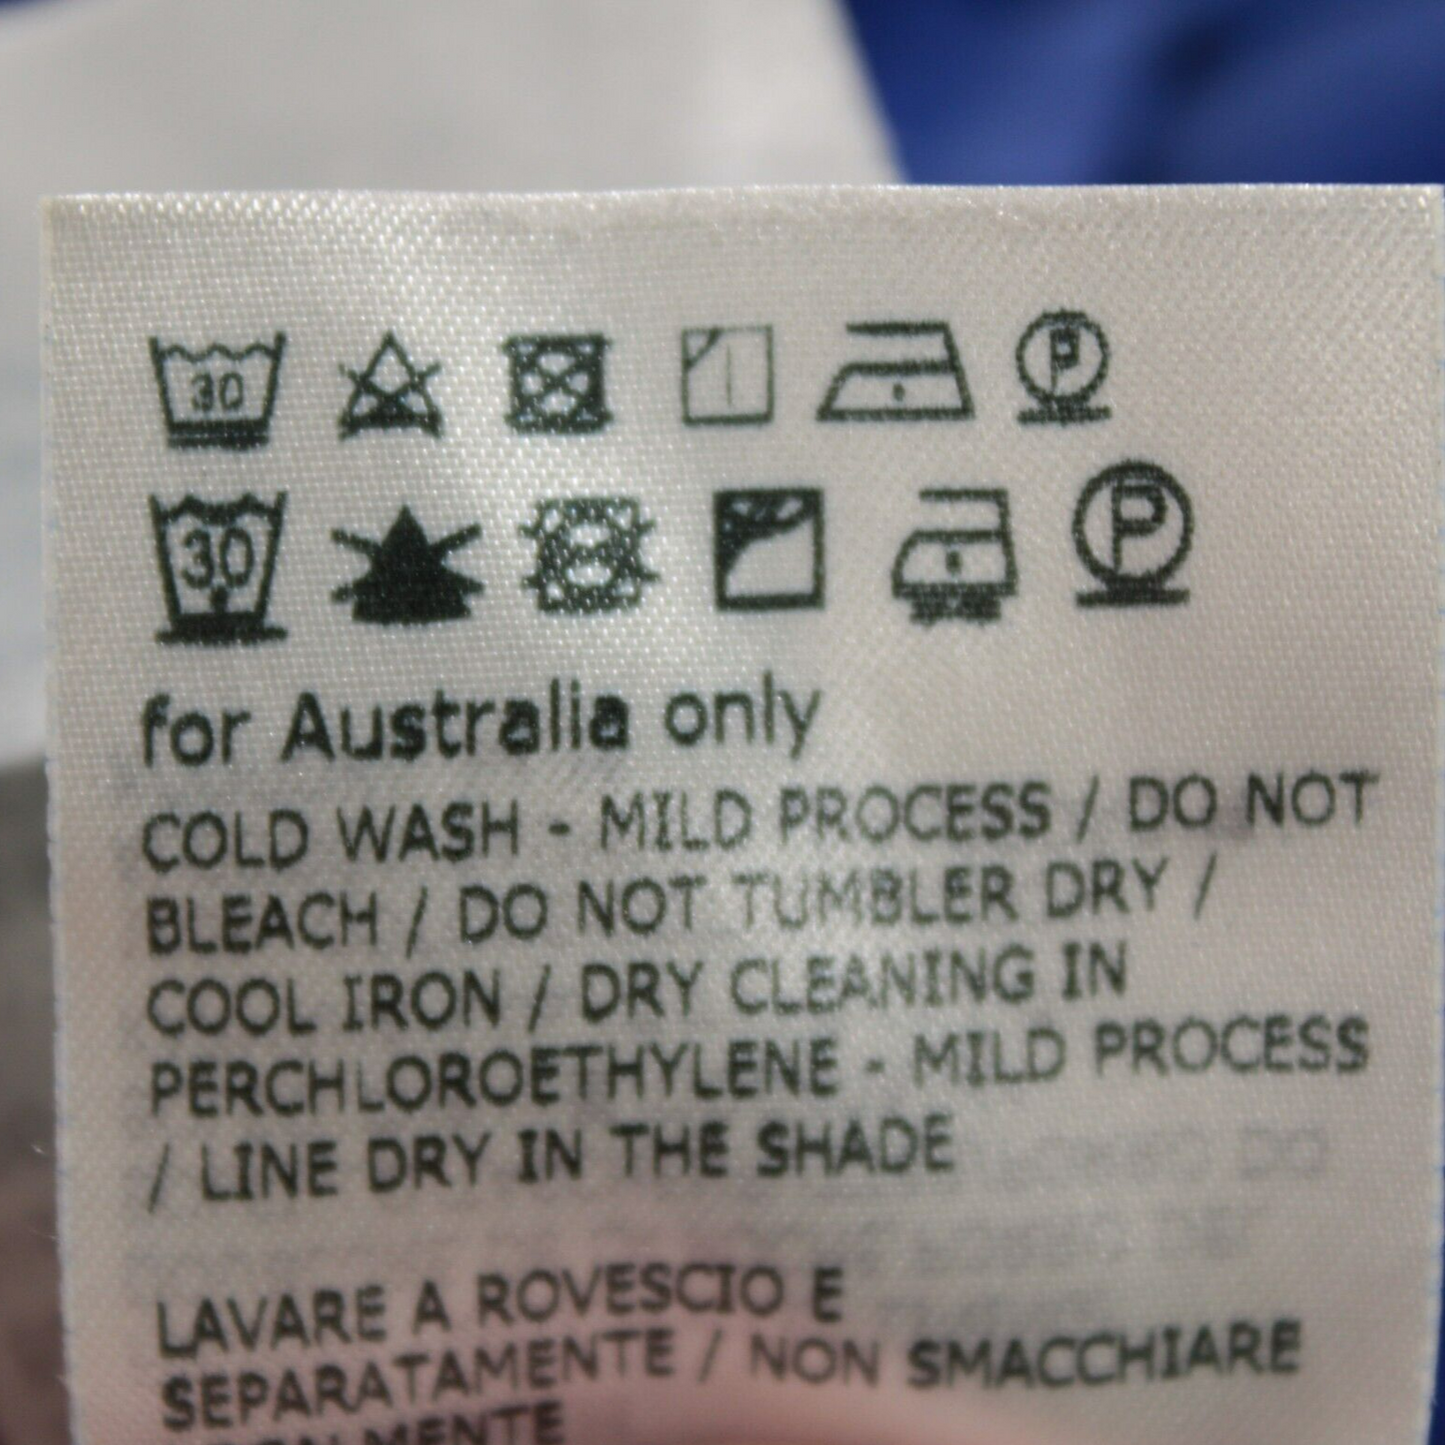 30 P
30 P
for Australia only
COLD WASH - MILD PROCESS / DO NOT
BLEACH / DO NOT TUMBLER DRY /
COOL IRON / DRY CLEANING IN
PERCHLOROETHYLENE - MILD PROCESS
/ LINE DRY IN THE SHADE
LAVARE A ROVESCIO E
SEPARATAMENTE / NON SMACCHIARE